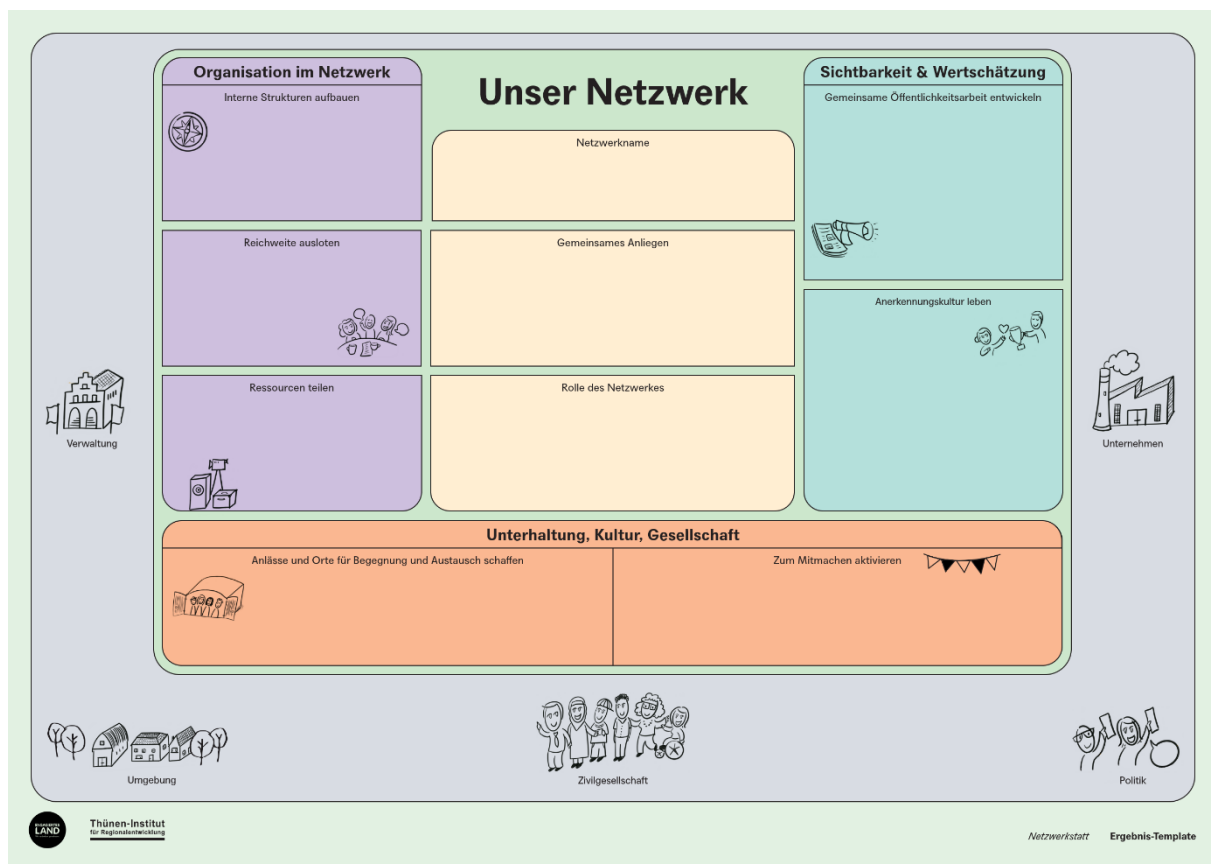 Unser Netzwerk
Organisation im Netzwerk
Interne Strukturen aufbauen
Reichweite ausloten
Ressourcen teilen
Netzwerkname
Gemeinsames Anliegen
Rolle des Netzwerkes
Sichtbarkeit & Wertschätzung
Gemeinsame Öffentlichkeitsarbeit entwickeln
Anerkennungskultur leben
Unterhaltung, Kultur, Gesellschaft
Anlässe und Orte für Begegnung und Austausch schaffen
Zum Mitmachen aktivieren
Verwaltung
Unternehmen
Umgebung
Zivilgesellschaft
Politik
LAND
Thünen-Institut
für Regionalentwicklung
Netzwerkstatt
Ergebnis-Template